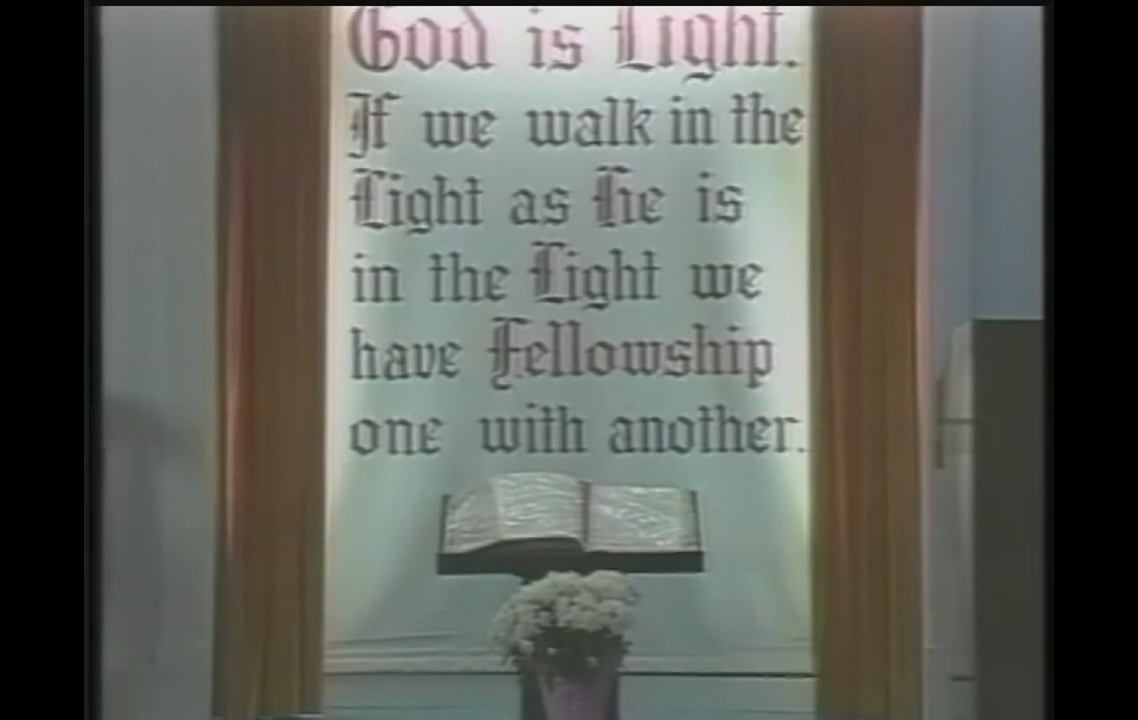 God is Light.
If we walk in the
Light as He is
in the Light we
have Fellowship
one with another.